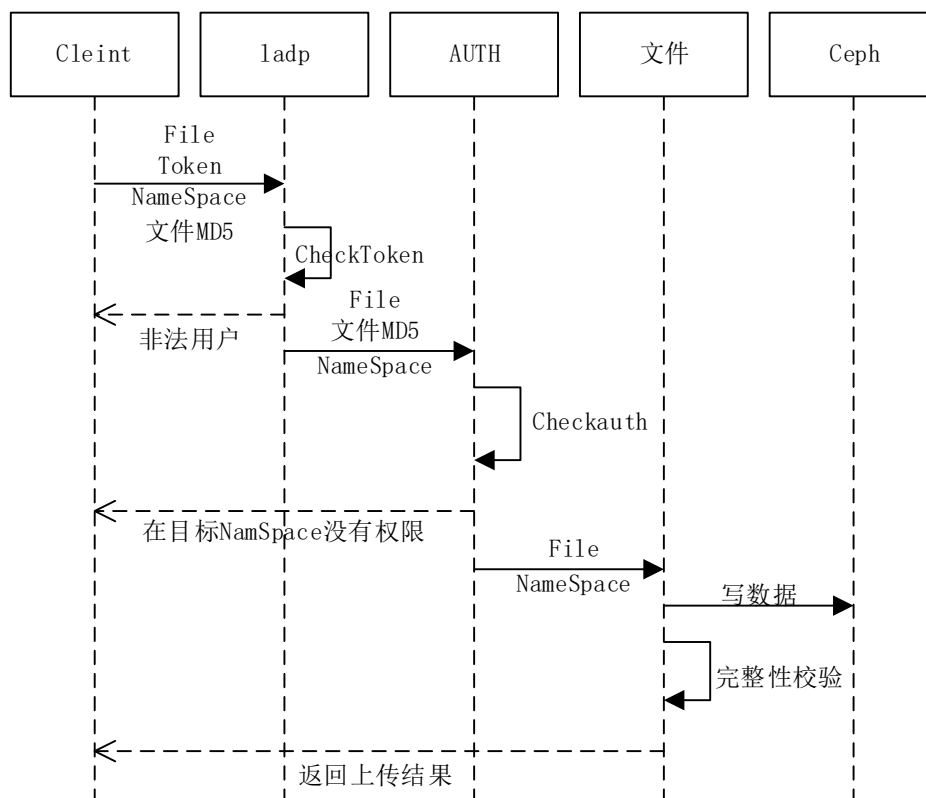 Cleint
ladp
AUTH
文件
Ceph
File
Token
NameSpace
文件MD5
CheckToken
非法用户
File
文件MD5
NameSpace
Checkauth
在目标NamSpace没有权限
File
NameSpace
写数据
完整性校验
返回上传结果